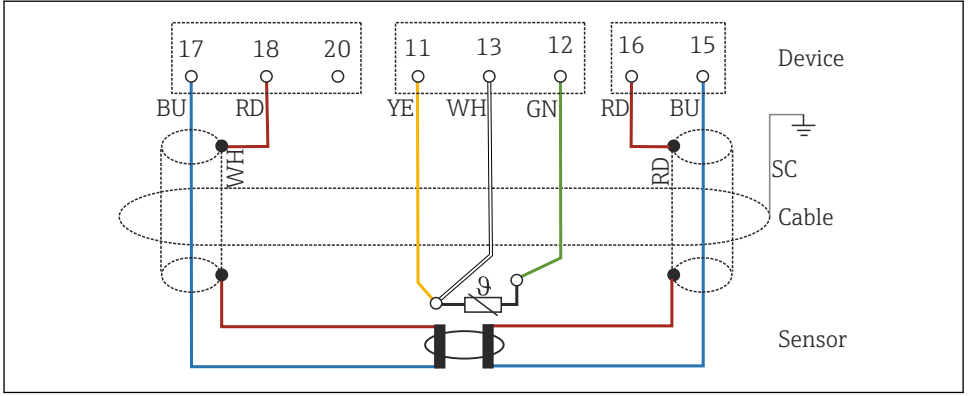 17 18 20 11 13 12 16 15 Device
BU RD YE WH GN RD BU
WH RD SC
Cable
ϑ
Sensor